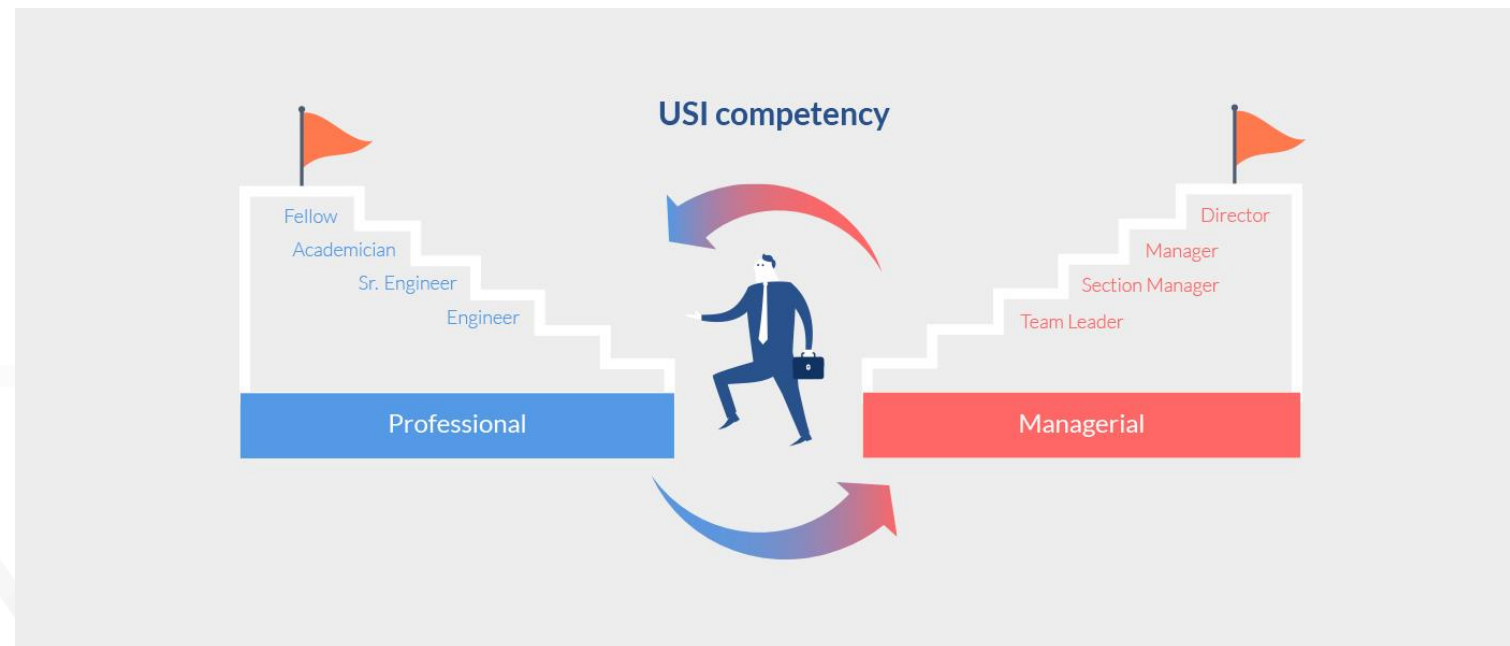 USI competency
Fellow
Academician
Sr. Engineer
Engineer
Professional
Director
Manager
Section Manager
Team Leader
Managerial